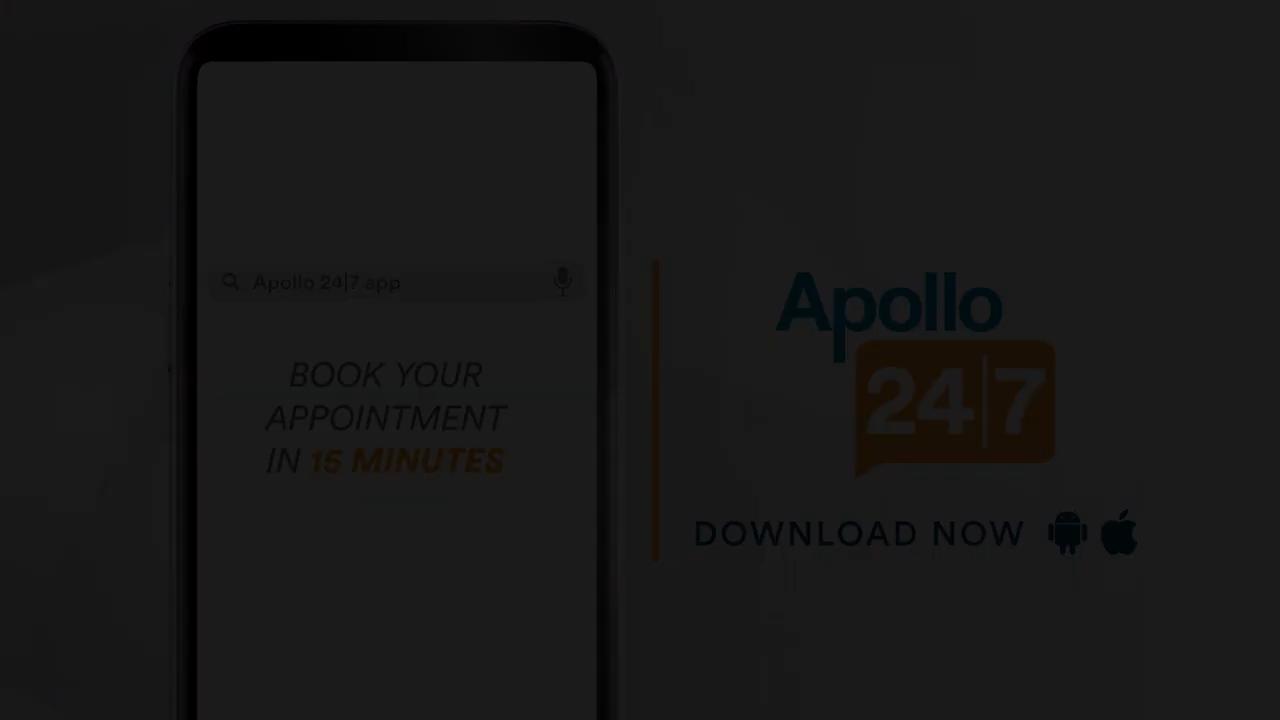 Apollo 24|7 app
BOOK YOUR
APPOINTMENT
IN 15 MINUTES
Apollo
24|7
DOWNLOAD NOW